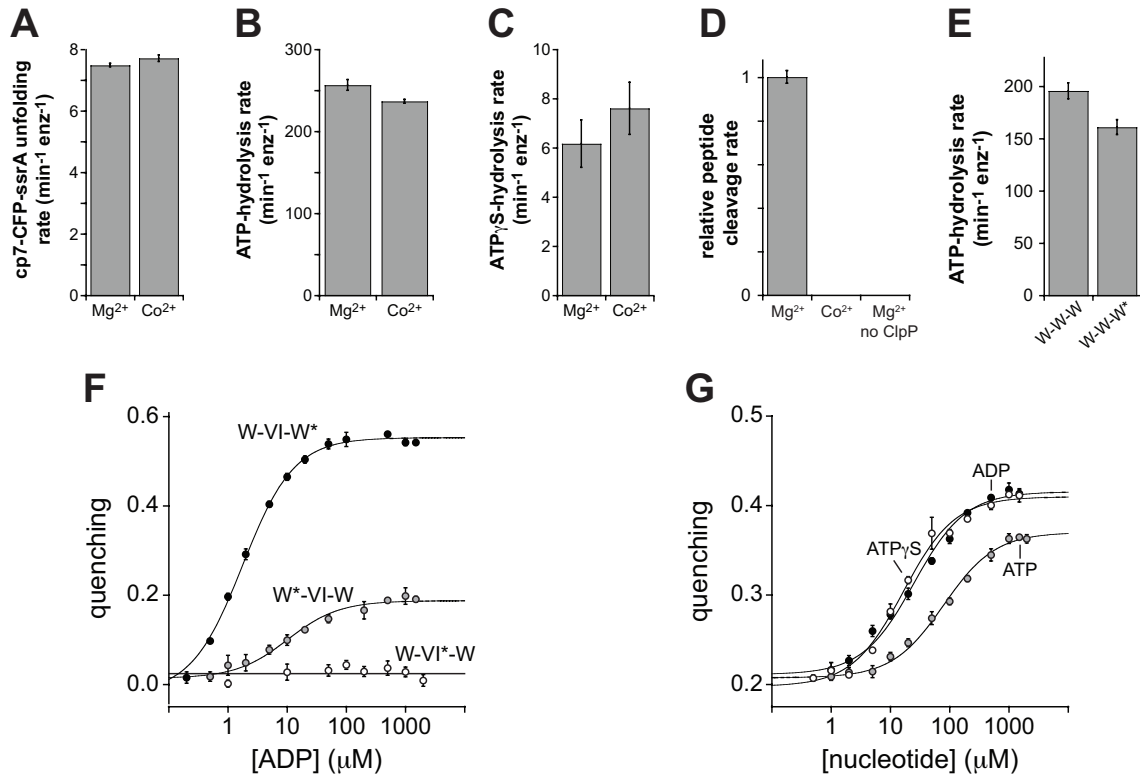 A
cp7-CFP-ssrA unfolding
rate (min⁻¹ enz⁻¹)
8
6
4
2
0
Mg²⁺
Co²⁺
B
ATP-hydrolysis rate
(min⁻¹ enz⁻¹)
300
200
100
0
Mg²⁺
Co²⁺
C
ATPγS-hydrolysis rate
(min⁻¹ enz⁻¹)
10
8
6
4
2
0
Mg²⁺
Co²⁺
D
relative peptide
cleavage rate
1
1
0
Mg²⁺
Co²⁺
Mg²⁺
no ClpP
E
ATP-hydrolysis rate
(min⁻¹ enz⁻¹)
200
150
100
50
0
W-W-W
W-W-W*
F
quenching
0.6
0.4
0.2
0.0
W-VI-W*
W*-VI-W
W-VI*-W
1
10
100
1000
[ADP] (μM)
G
quenching
0.5
0.4
0.3
0.2
ADP
ATPγS
ATP
1
10
100
1000
[nucleotide] (μM)